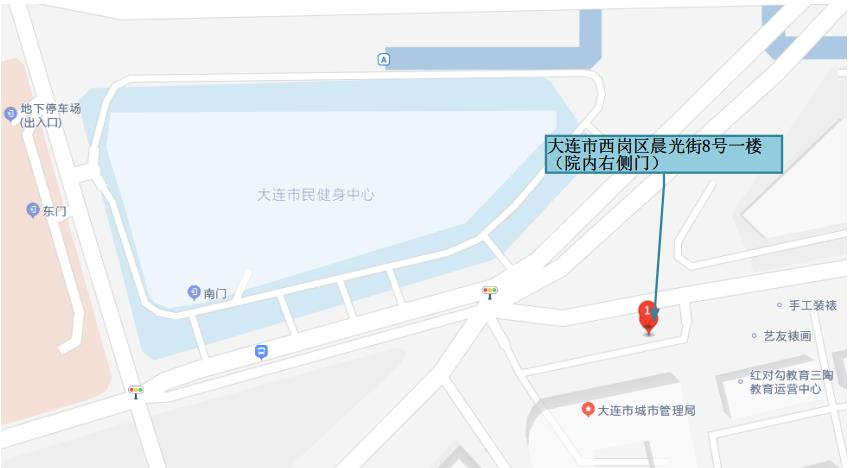 A
地下停车场
(出入口)
大连市西岗区晨光街8号一楼
（院内右侧门）
大连市民健身中心
东门
南门
1
手工装裱
艺友裱画
红对勾教育三陶
教育运营中心
大连市城市管理局